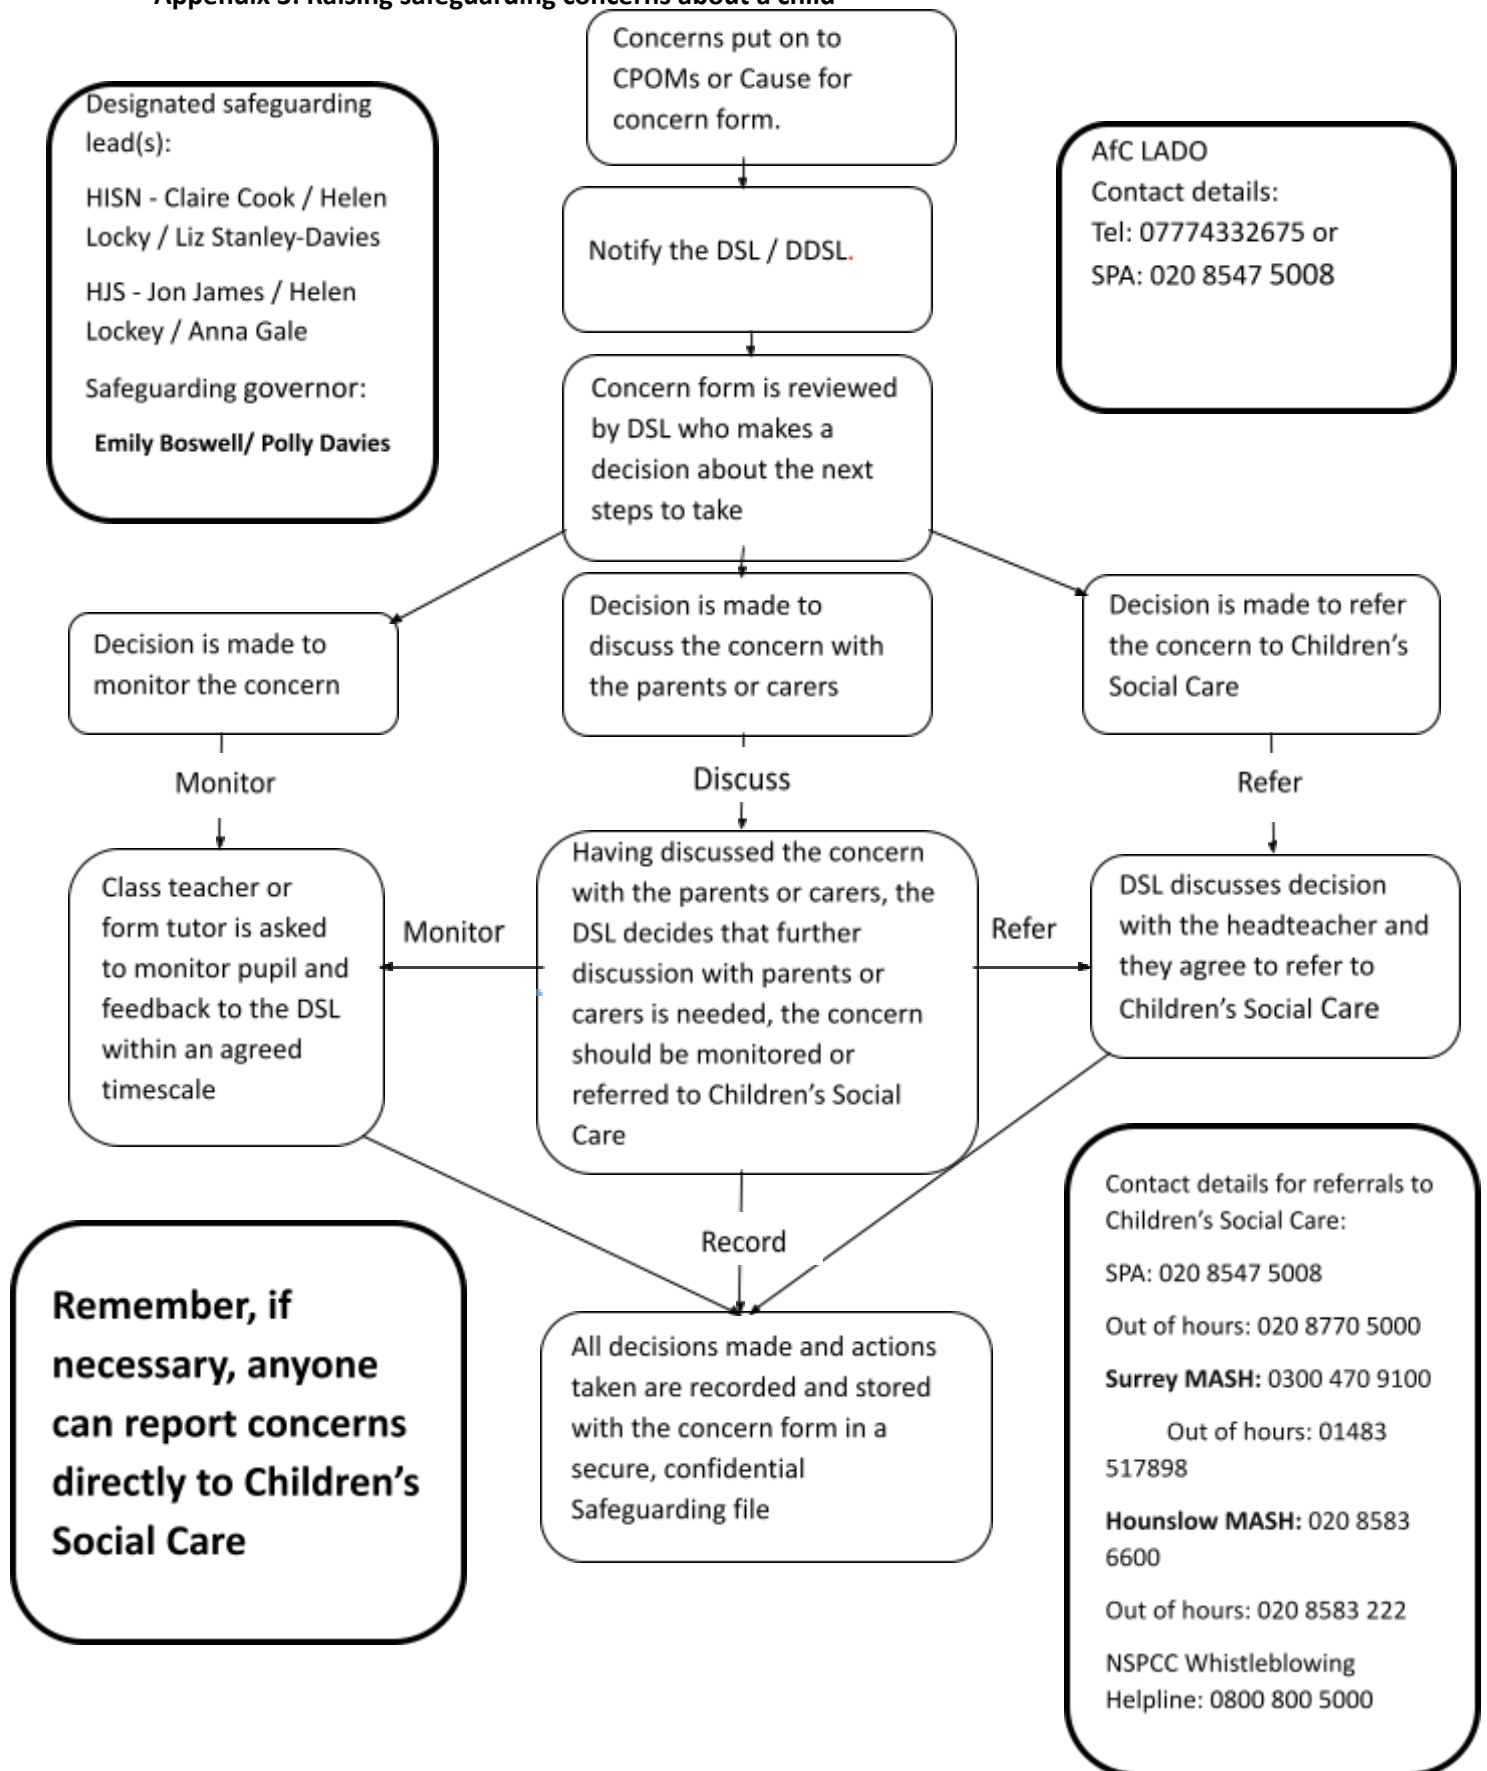 Appendix 3: Raising safeguarding concerns about a child
Concerns put on to
CPOMs or Cause for
concern form.
Designated safeguarding
lead(s):
HISN - Claire Cook / Helen
Locky / Liz Stanley-Davies
HJS - Jon James / Helen
Lockey / Anna Gale
Safeguarding governor:
Emily Boswell/ Polly Davies
AfC LADO
Contact details:
Tel: 07774332675 or
SPA: 020 8547 5008
Notify the DSL / DDSL.
Concern form is reviewed
by DSL who makes a
decision about the next
steps to take
Decision is made to
monitor the concern
Decision is made to
discuss the concern with
the parents or carers
Decision is made to refer
the concern to Children’s
Social Care
Monitor
Discuss
Refer
Class teacher or
form tutor is asked
to monitor pupil and
feedback to the DSL
within an agreed
timescale
Monitor
Having discussed the concern
with the parents or carers, the
DSL decides that further
discussion with parents or
carers is needed, the concern
should be monitored or
referred to Children’s Social
Care
Refer
DSL discusses decision
with the headteacher and
they agree to refer to
Children’s Social Care
Record
Remember, if
necessary, anyone
can report concerns
directly to Children’s
Social Care
All decisions made and actions
taken are recorded and stored
with the concern form in a
secure, confidential
Safeguarding file
Contact details for referrals to
Children’s Social Care:
SPA: 020 8547 5008
Out of hours: 020 8770 5000
Surrey MASH: 0300 470 9100
Out of hours: 01483
517898
Hounslow MASH: 020 8583
6600
Out of hours: 020 8583 222
NSPCC Whistleblowing
Helpline: 0800 800 5000